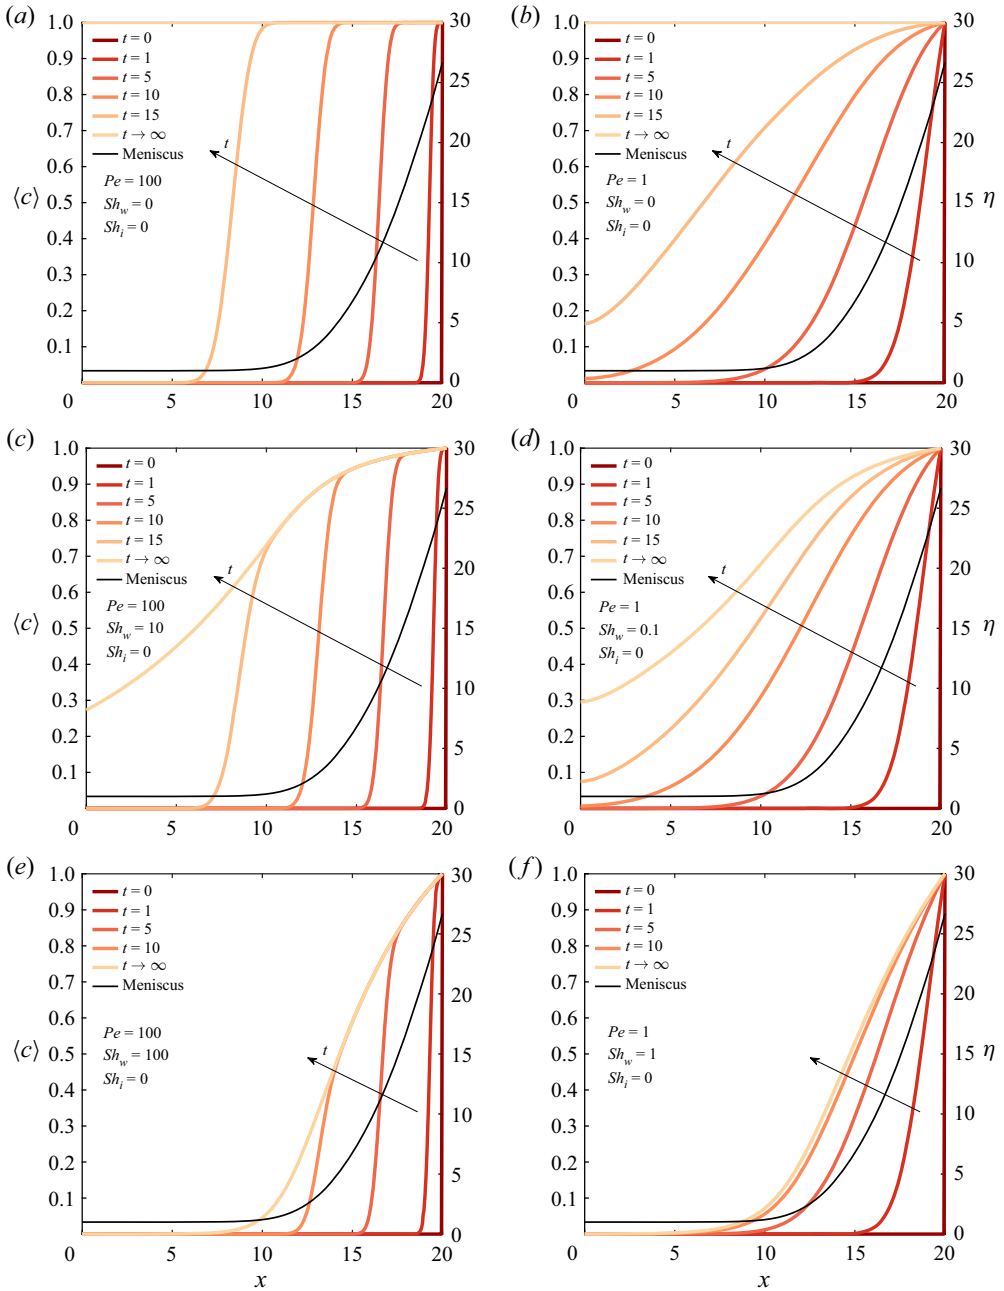 (a)
1.0
0.9
0.8
0.7
0.6
0.5
0.4
0.3
0.2
0.1
⟨c⟩
t = 0
t = 1
t = 5
t = 10
t = 15
t → ∞
Meniscus
Pe = 100
Sh_w = 0
Sh_i = 0
t
30
25
20
15
10
5
0
0 5 10 15 20
(b)
1.0
0.9
0.8
0.7
0.6
0.5
0.4
0.3
0.2
0.1
t = 0
t = 1
t = 5
t = 10
t = 15
t → ∞
Meniscus
Pe = 1
Sh_w = 0
Sh_i = 0
t
30
25
20
15
10
5
0
η
0 5 10 15 20
(c)
1.0
0.9
0.8
0.7
0.6
0.5
0.4
0.3
0.2
0.1
⟨c⟩
t = 0
t = 1
t = 5
t = 10
t = 15
t → ∞
Meniscus
Pe = 100
Sh_w = 10
Sh_i = 0
t
30
25
20
15
10
5
0
0 5 10 15 20
(d)
1.0
0.9
0.8
0.7
0.6
0.5
0.4
0.3
0.2
0.1
t = 0
t = 1
t = 5
t = 10
t = 15
t → ∞
Meniscus
Pe = 1
Sh_w = 0.1
Sh_i = 0
t
30
25
20
15
10
5
0
η
0 5 10 15 20
(e)
1.0
0.9
0.8
0.7
0.6
0.5
0.4
0.3
0.2
0.1
⟨c⟩
t = 0
t = 1
t = 5
t = 10
t → ∞
Meniscus
Pe = 100
Sh_w = 100
Sh_i = 0
t
30
25
20
15
10
5
0
0 5 10 15 20
x
(f)
1.0
0.9
0.8
0.7
0.6
0.5
0.4
0.3
0.2
0.1
t = 0
t = 1
t = 5
t = 10
t → ∞
Meniscus
Pe = 1
Sh_w = 1
Sh_i = 0
t
30
25
20
15
10
5
0
η
0 5 10 15 20
x